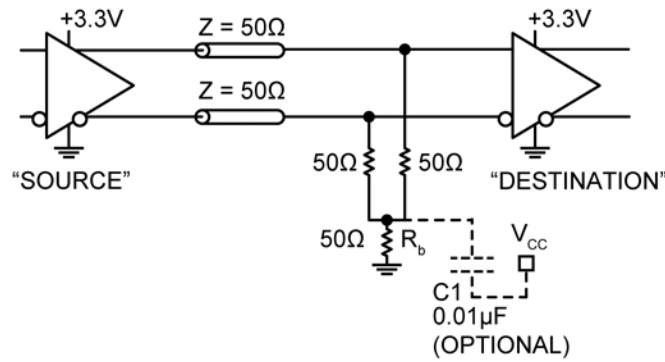 +3.3V
Z = 50Ω
+3.3V
Z = 50Ω
"SOURCE"
50Ω
50Ω
"DESTINATION"
50Ω
R_b
V_CC
C1
0.01µF
(OPTIONAL)